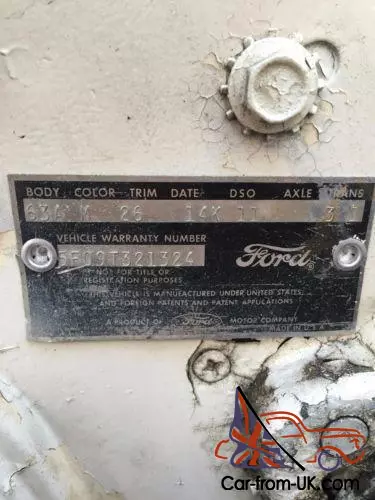 BODY COLOR TRIM DATE DSO AXLE TRANS
63A M 26 14K 11 3
VEHICLE WARRANTY NUMBER
5F09T321324
Ford
NOT FOR TITLE OR
REGISTRATION PURPOSES
THIS VEHICLE IS MANUFACTURED UNDER UNITED STATES
AND FOREIGN PATENTS AND PATENT APPLICATIONS
A PRODUCT OF Ford MOTOR COMPANY
MADE IN U.S.A.
Car-from-UK.com